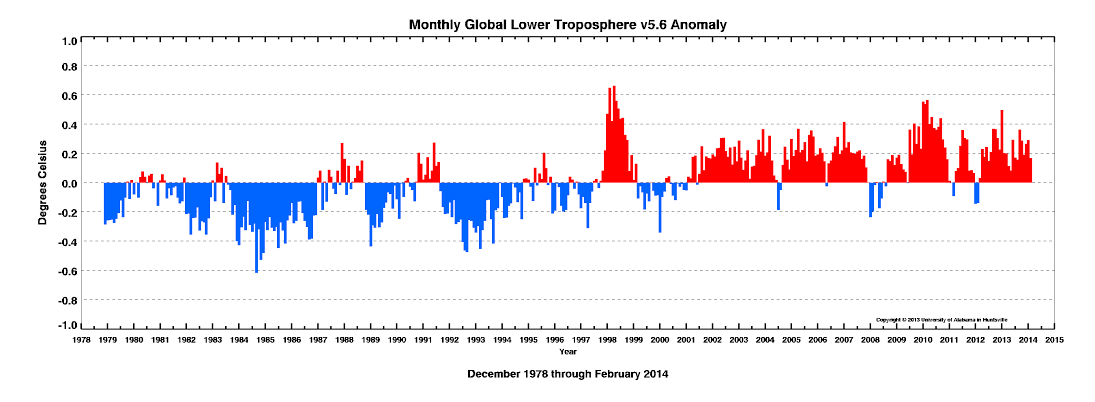 Monthly Global Lower Troposphere v5.6 Anomaly
1.0
0.8
0.6
0.4
0.2
0.0
-0.2
-0.4
-0.6
-0.8
-1.0
Degrees Celsius
Copyright © 2013 University of Alabama in Huntsville
1978 1979 1980 1981 1982 1983 1984 1985 1986 1987 1988 1989 1990 1991 1992 1993 1994 1995 1996 1997 1998 1999 2000 2001 2002 2003 2004 2005 2006 2007 2008 2009 2010 2011 2012 2013 2014 2015
Year
December 1978 through February 2014